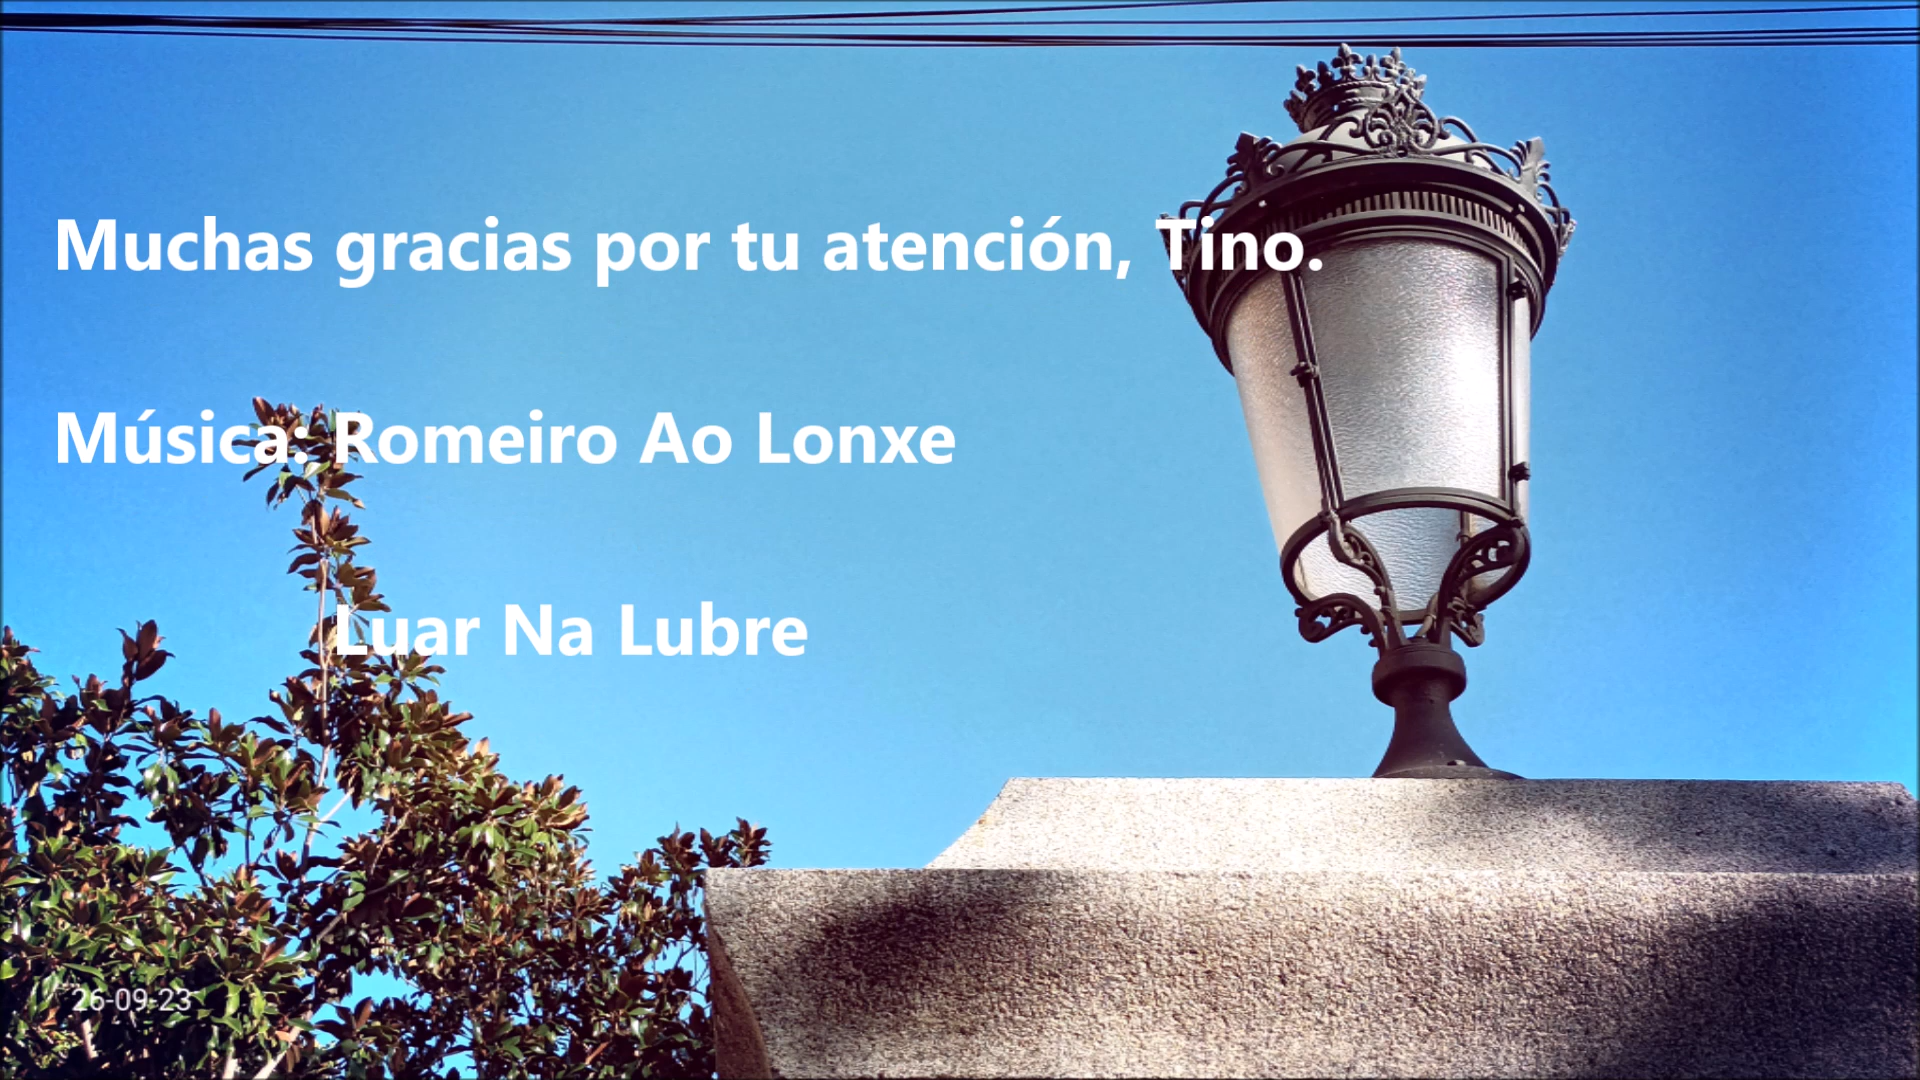 Muchas gracias por tu atención, Tino.
Música: Romeiro Ao Lonxe
Luar Na Lubre
26-09-23